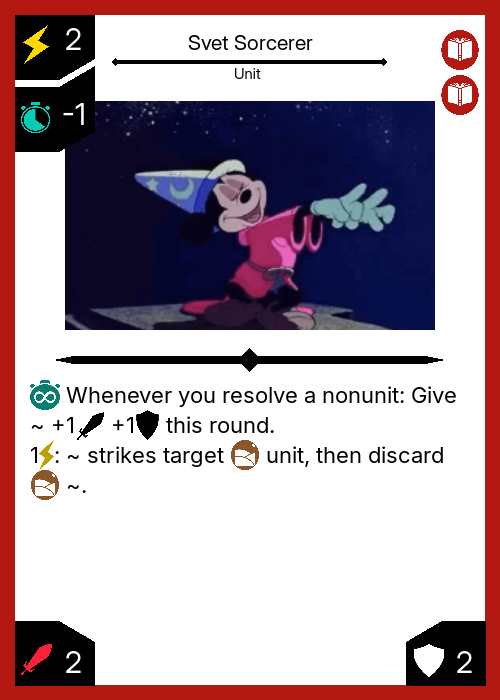 2
Svet Sorcerer
Unit
-1
Whenever you resolve a nonunit: Give
~ +1 +1 this round.
1: ~ strikes target unit, then discard
~.
2
2